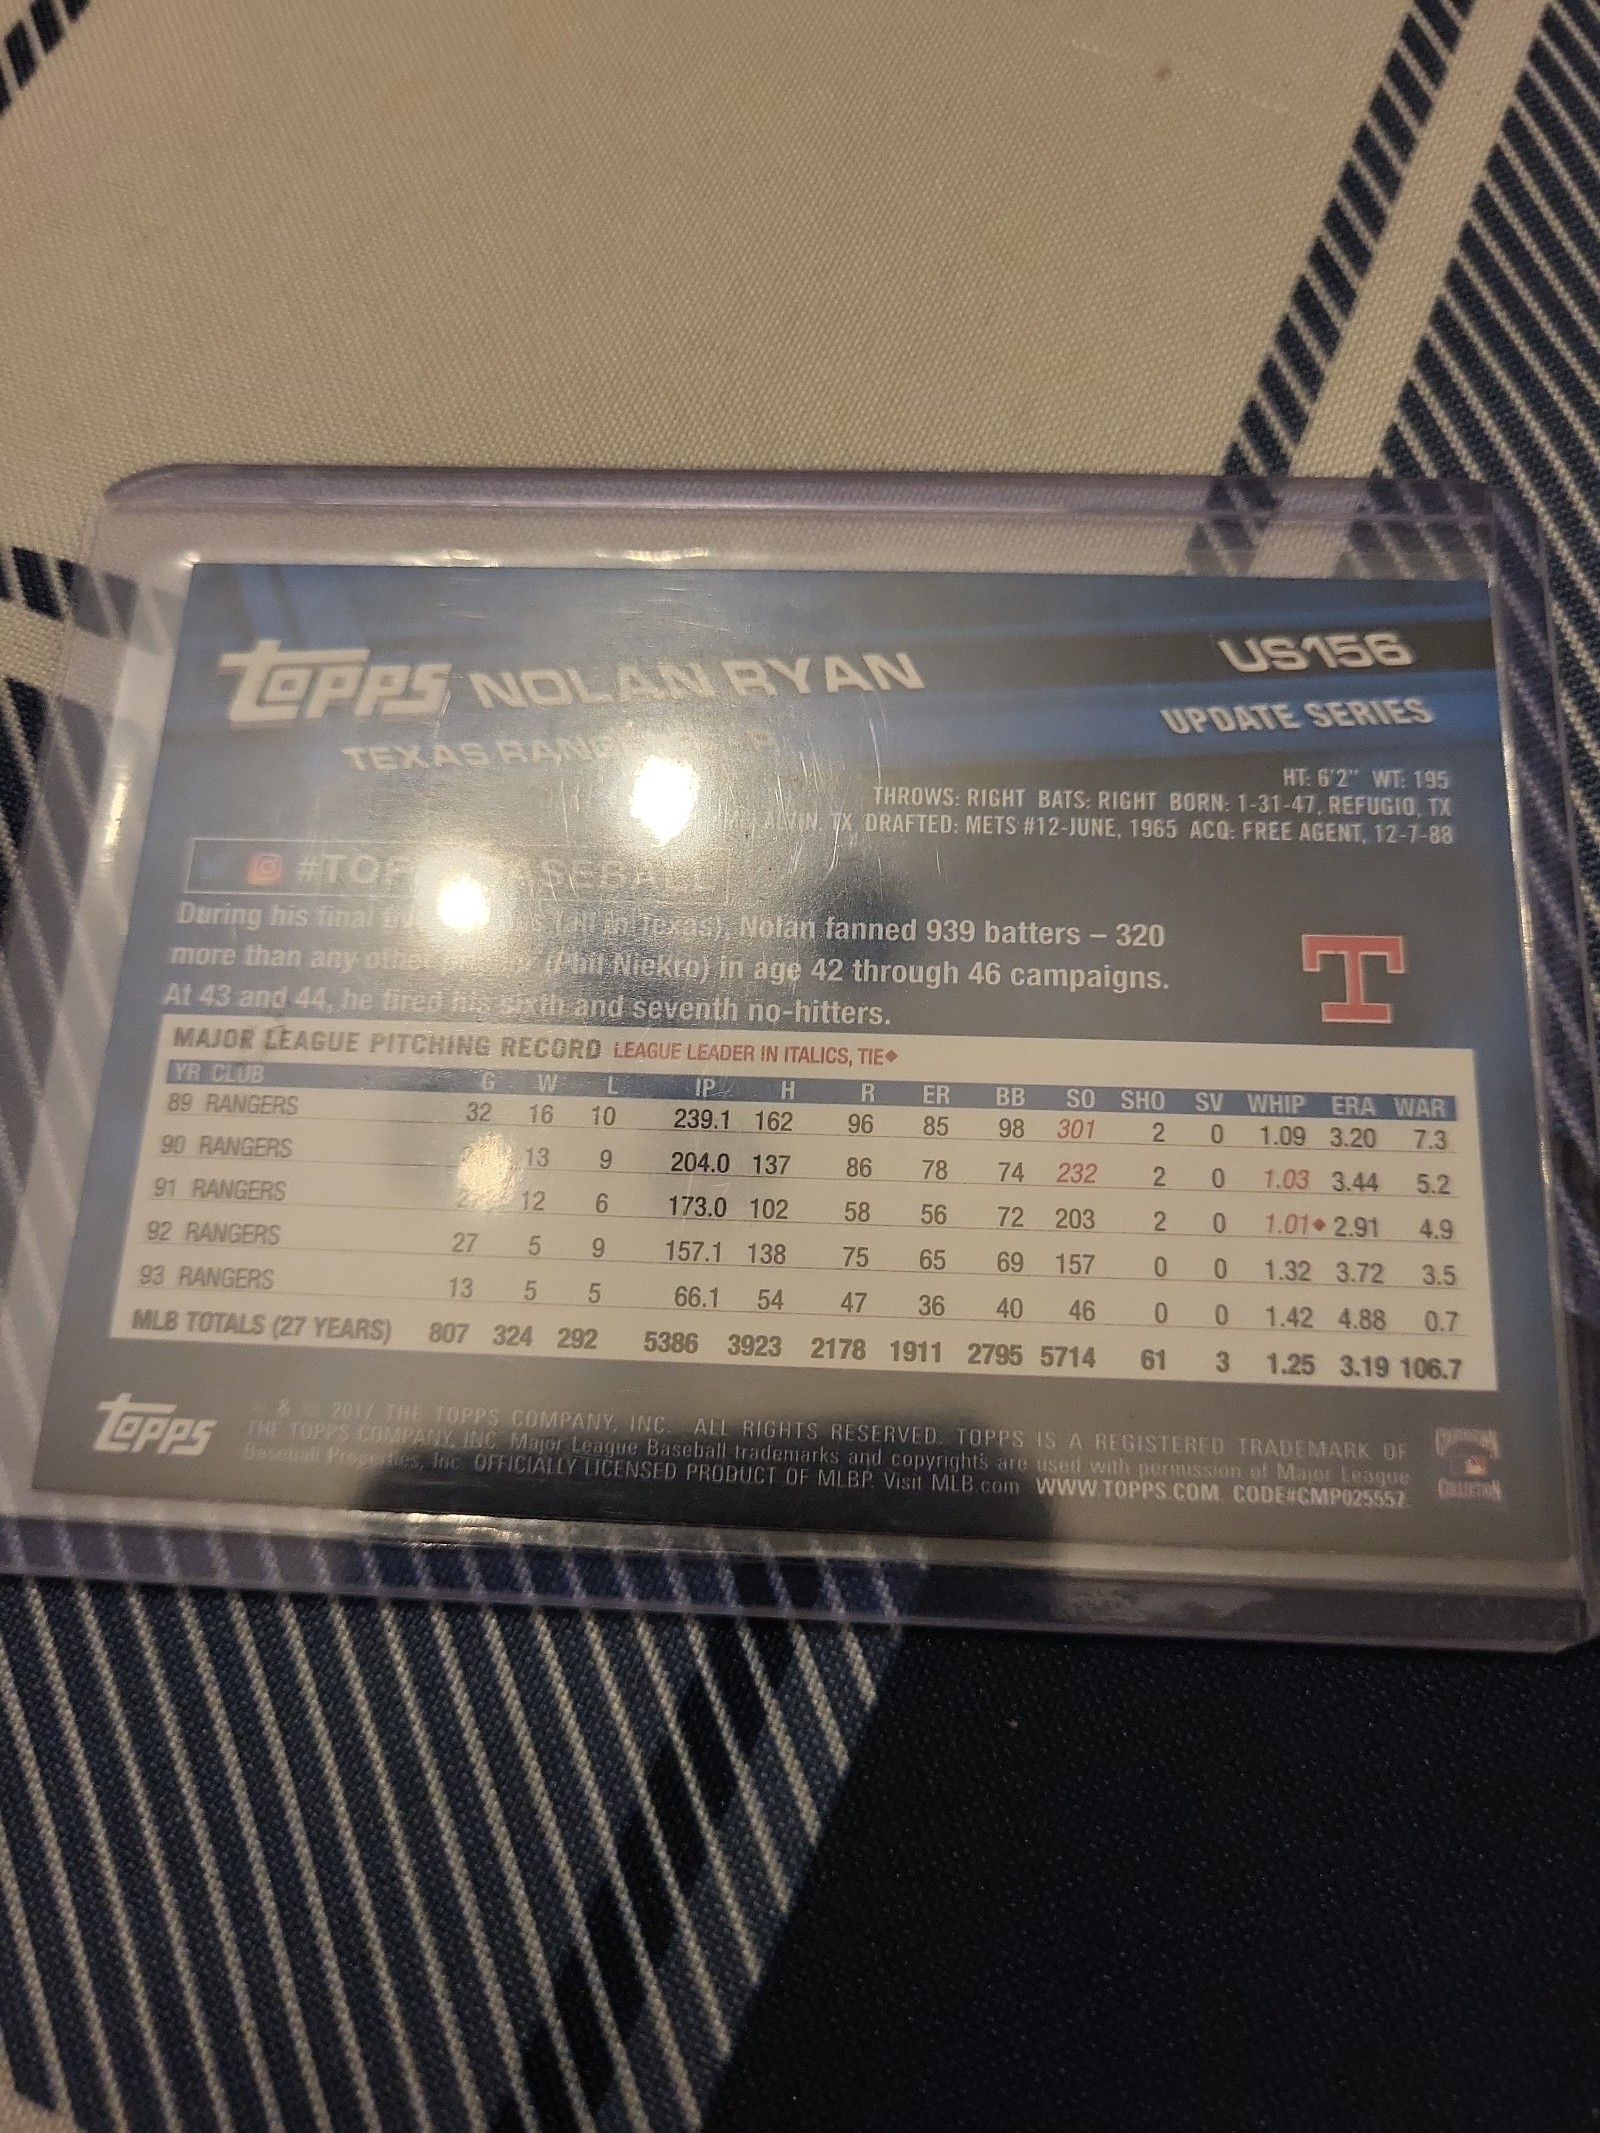 TOPPS NOLAN RYAN US156
TEXAS UPDATE SERIES
HT: 6'2" WT: 195
THROWS: RIGHT BATS: RIGHT BORN: 1-31-47, REFUGIO, TX
ALVIN, TX DRAFTED: METS #12-JUNE, 1965 ACQ: FREE AGENT, 12-7-88
During his final (all in Texas), Nolan fanned 939 batters – 320
more than any other (Phil Niekro) in age 42 through 46 campaigns.
At 43 and 44, he fired his sixth and seventh no-hitters.
T
MAJOR LEAGUE PITCHING RECORD LEAGUE LEADER IN ITALICS, TIE◆
YR CLUB G W L IP H R ER BB SO SHO SV WHIP ERA WAR
89 RANGERS 32 16 10 239.1 162 96 85 98 301 2 0 1.09 3.20 7.3
90 RANGERS 13 9 204.0 137 86 78 74 232 2 0 1.03 3.44 5.2
91 RANGERS 12 6 173.0 102 58 56 72 203 2 0 1.01◆ 2.91 4.9
92 RANGERS 27 5 9 157.1 138 75 65 69 157 0 0 1.32 3.72 3.5
93 RANGERS 13 5 5 66.1 54 47 36 40 46 0 0 1.42 4.88 0.7
MLB TOTALS (27 YEARS) 807 324 292 5386 3923 2178 1911 2795 5714 61 3 1.25 3.19 106.7
TOPPS & 2017 THE TOPPS COMPANY, INC. ALL RIGHTS RESERVED. TOPPS IS A REGISTERED TRADEMARK OF
THE TOPPS COMPANY, INC. Major League Baseball trademarks and copyrights are used with permission of Major League
Baseball Properties, Inc. OFFICIALLY LICENSED PRODUCT OF MLBP. Visit MLB.com WWW.TOPPS.COM. CODE#CMP025557.
COLLECTION